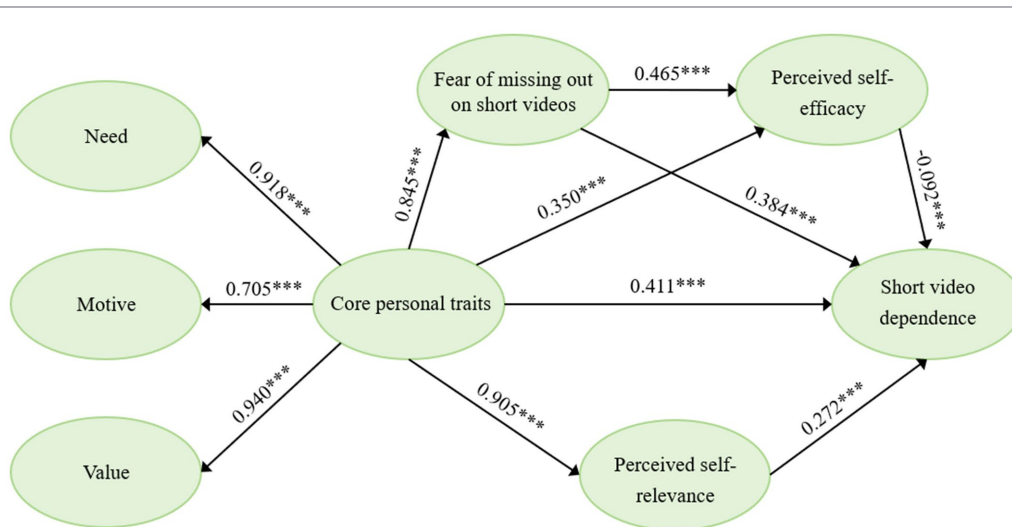 Fear of missing out
on short videos
0.465***
Perceived self-
efficacy
Need
0.918***
0.845***
0.350***
0.384***
-0.092***
Motive
0.705***
Core personal traits
0.411***
Short video
dependence
0.940***
0.905***
0.272***
Value
Perceived self-
relevance